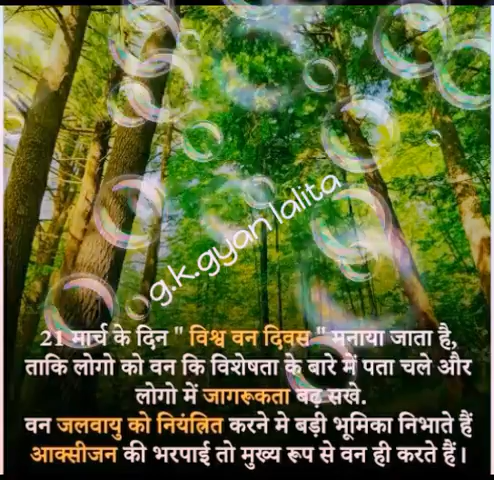 g.k.gyan lalita
21 मार्च के दिन " विश्व वन दिवस " मनाया जाता है,
ताकि लोगो को वन कि विशेषता के बारे में पता चले और
लोगो में जागरूकता बढ़ सखे.
वन जलवायु को नियंत्रित करने मे बड़ी भूमिका निभाते हैं
आक्सीजन की भरपाई तो मुख्य रूप से वन ही करते हैं।